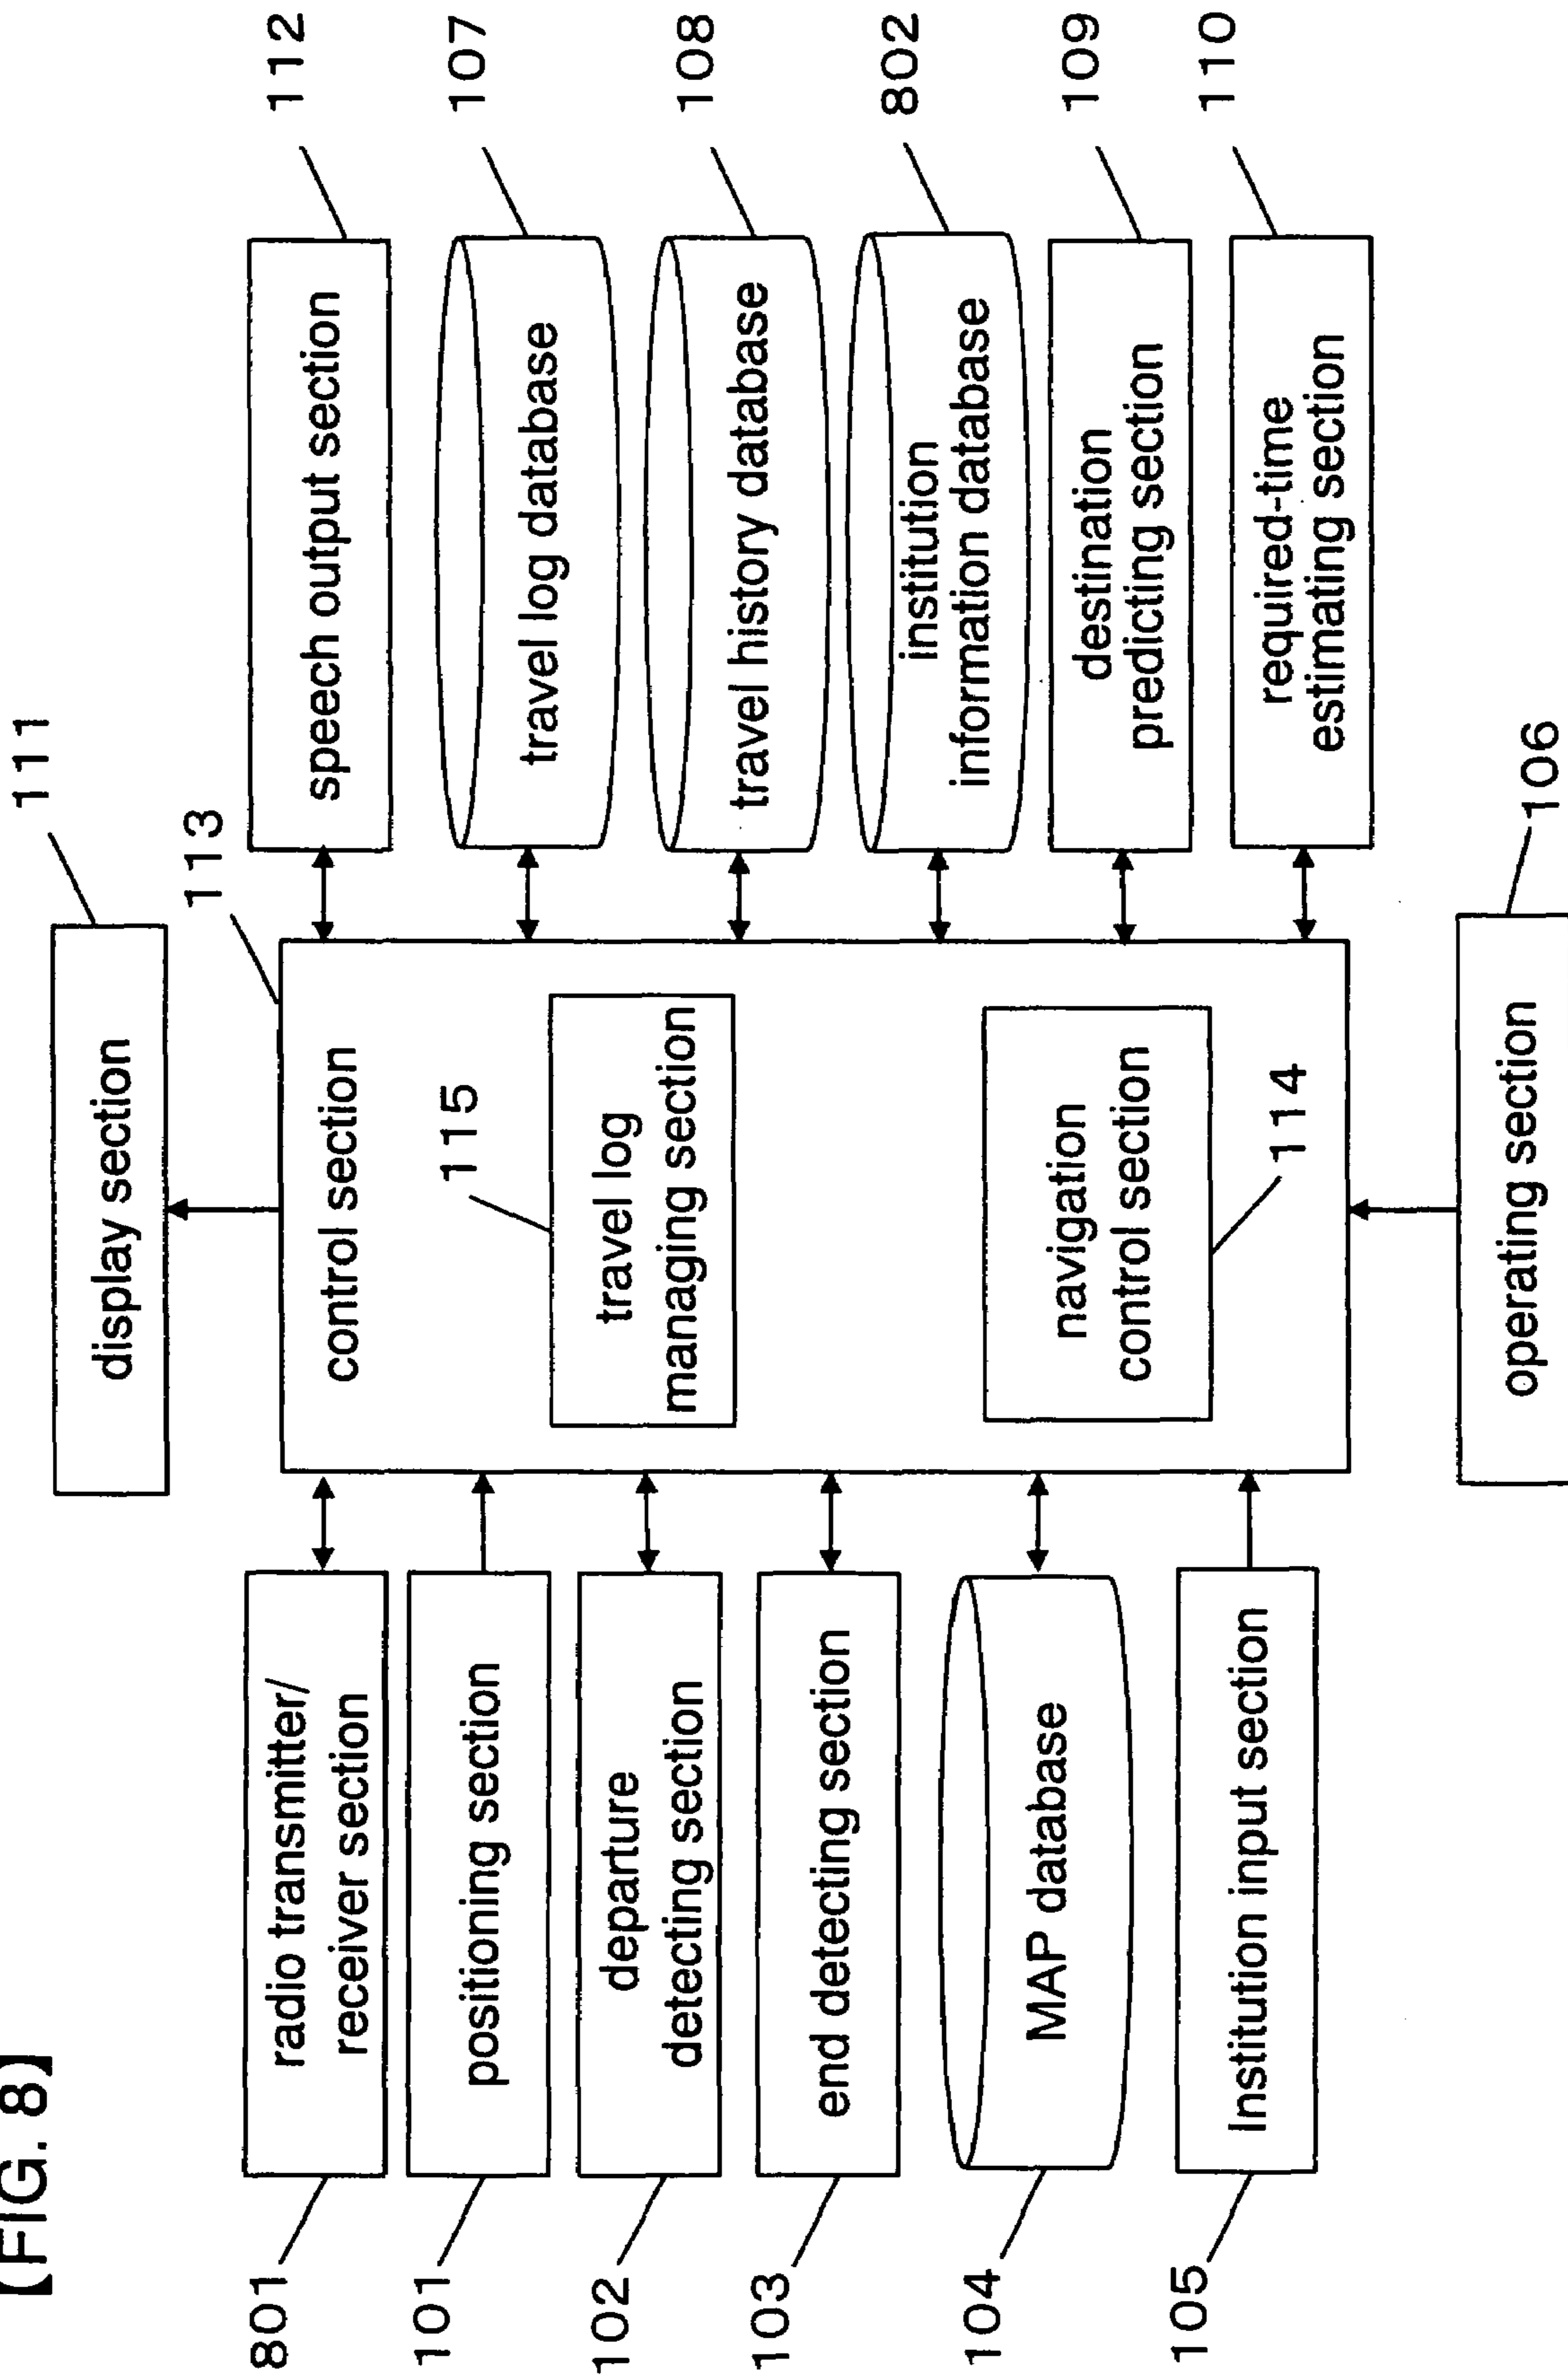 【FIG. 8】
111
display section
113
control section
115
travel log
managing section
navigation
control section
114
801
radio transmitter/
receiver section
101
positioning section
102
departure
detecting section
103
end detecting section
104
MAP database
105
Institution input section
112
speech output section
107
travel log database
108
travel history database
802
institution
information database
109
destination
predicting section
110
required-time
estimating section
106
operating section